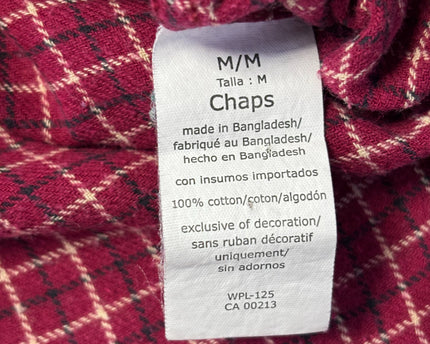 M/M
Talla : M
Chaps
made in Bangladesh/
fabriqué au Bangladesh/
hecho en Bangladesh
con insumos importados
100% cotton/coton/algodón
exclusive of decoration/
sans ruban décoratif
uniquement/
sin adornos
WPL-125
CA 00213